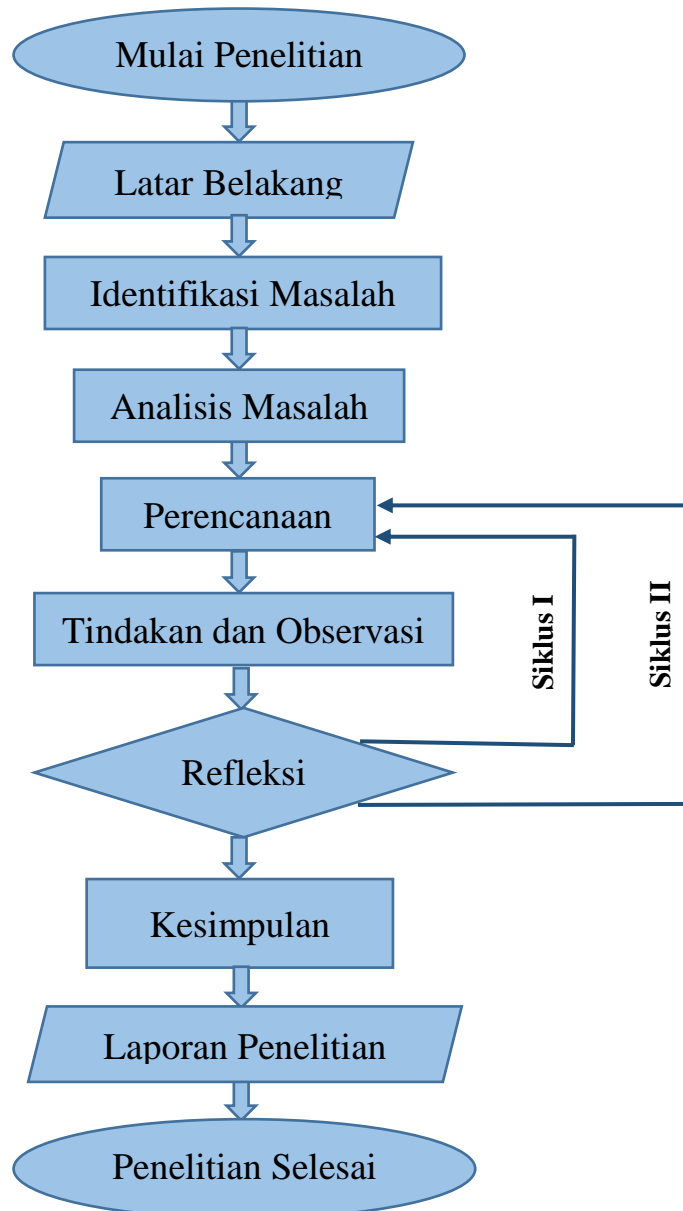 Mulai Penelitian
Latar Belakang
Identifikasi Masalah
Analisis Masalah
Perencanaan
Tindakan dan Observasi
Siklus I
Siklus II
Refleksi
Kesimpulan
Laporan Penelitian
Penelitian Selesai